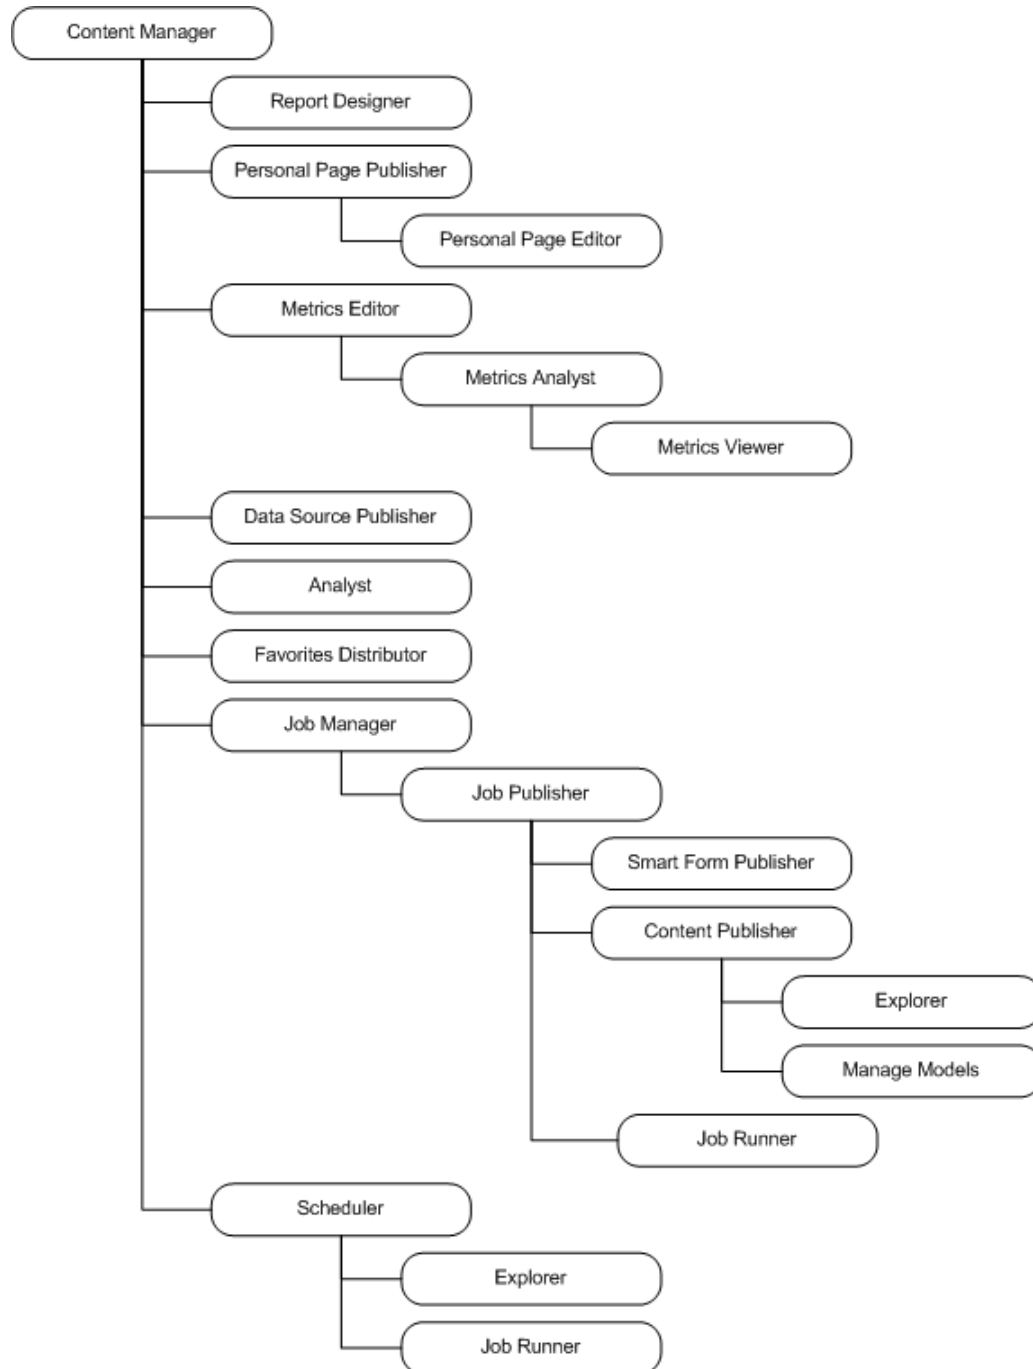 Content Manager
Report Designer
Personal Page Publisher
Personal Page Editor
Metrics Editor
Metrics Analyst
Metrics Viewer
Data Source Publisher
Analyst
Favorites Distributor
Job Manager
Job Publisher
Smart Form Publisher
Content Publisher
Explorer
Manage Models
Job Runner
Scheduler
Explorer
Job Runner